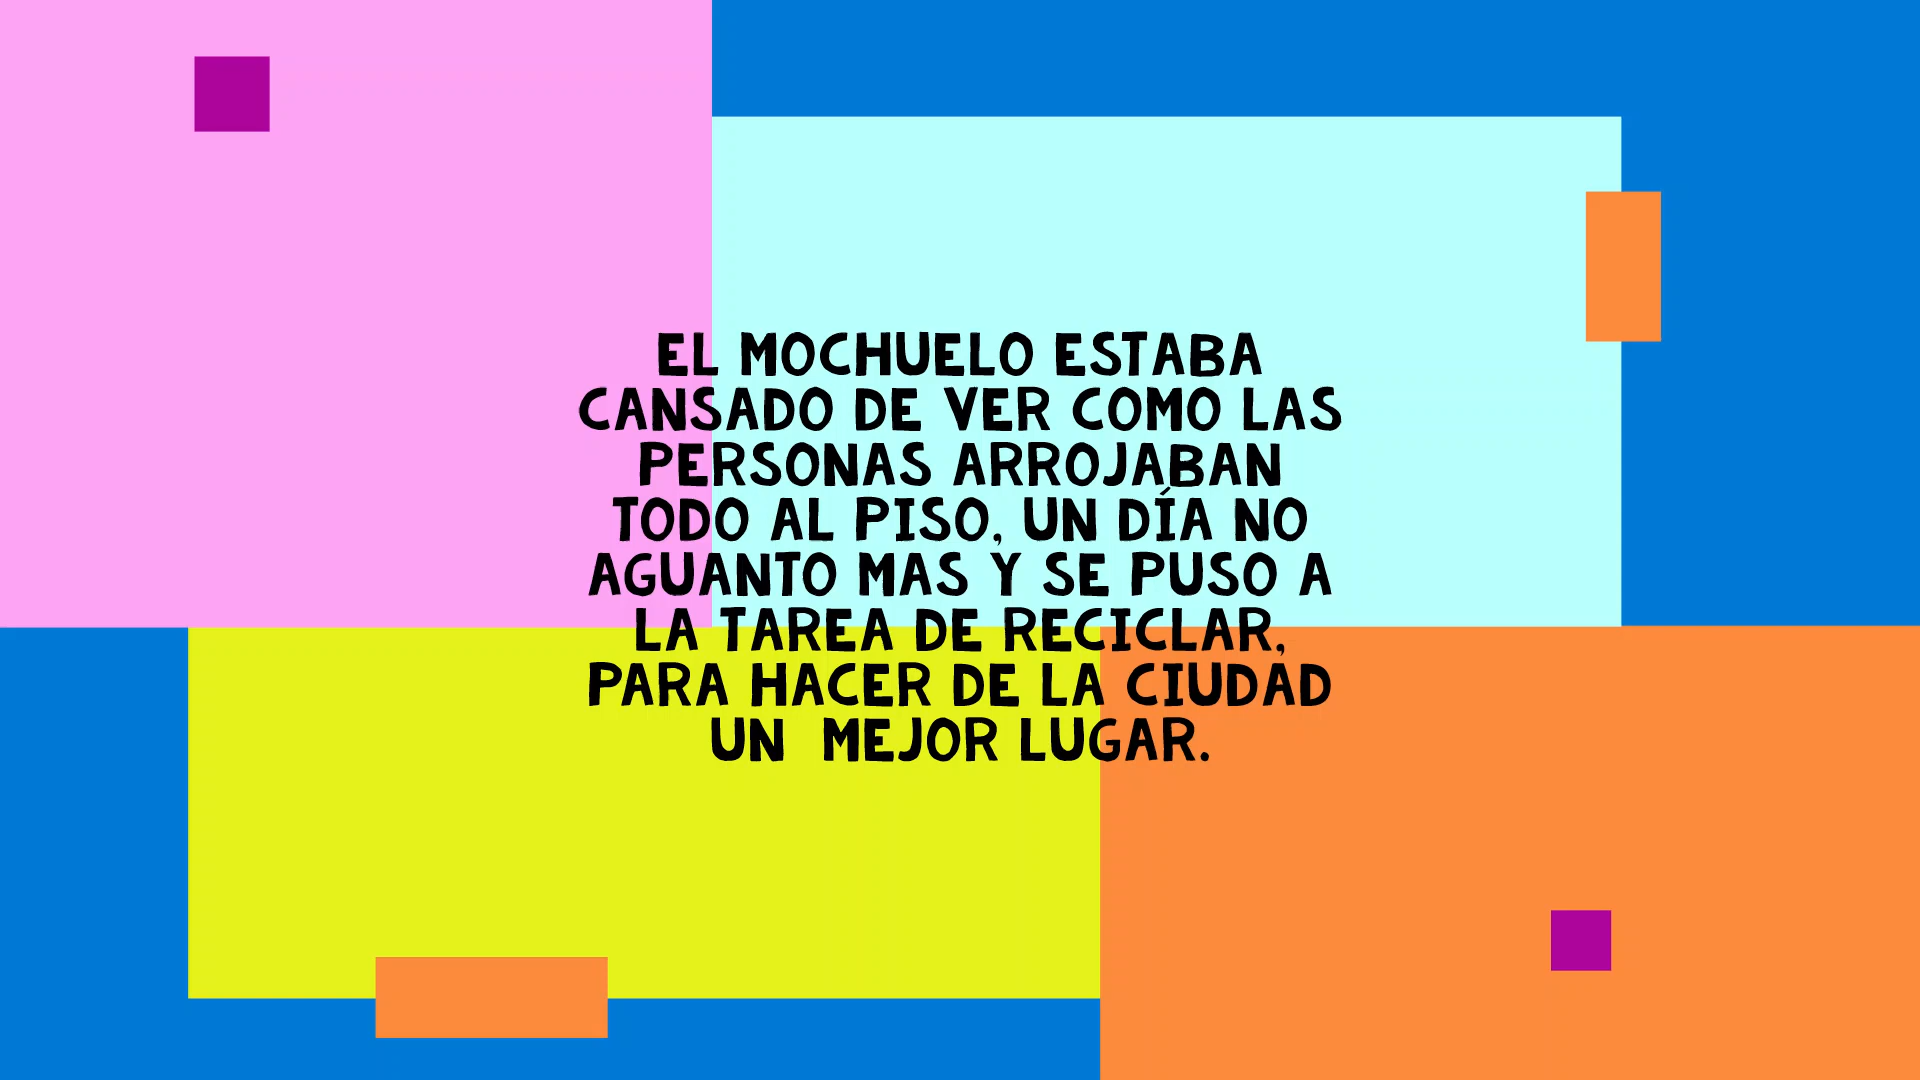 EL MOCHUELO ESTABA
CANSADO DE VER COMO LAS
PERSONAS ARROJABAN
TODO AL PISO, UN DÍA NO
AGUANTO MAS Y SE PUSO A
LA TAREA DE RECICLAR,
PARA HACER DE LA CIUDAD
UN  MEJOR LUGAR.